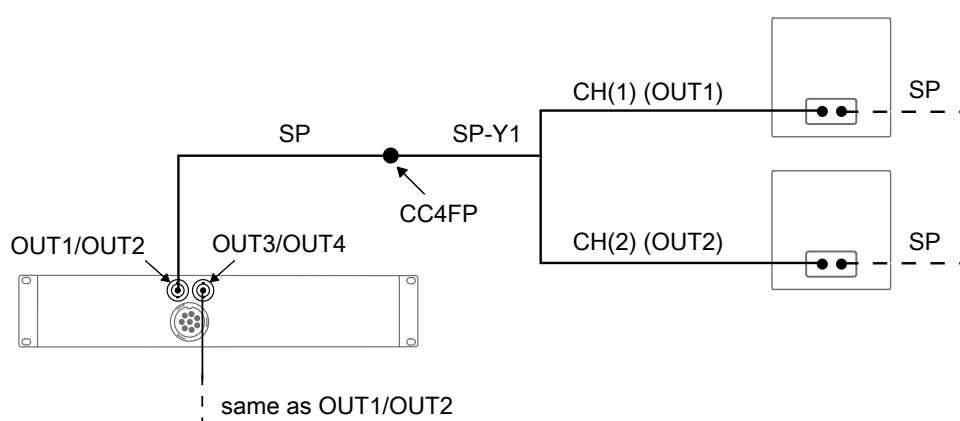 CH(1) (OUT1)
SP
SP
SP-Y1
CC4FP
OUT1/OUT2
OUT3/OUT4
CH(2) (OUT2)
SP
same as OUT1/OUT2